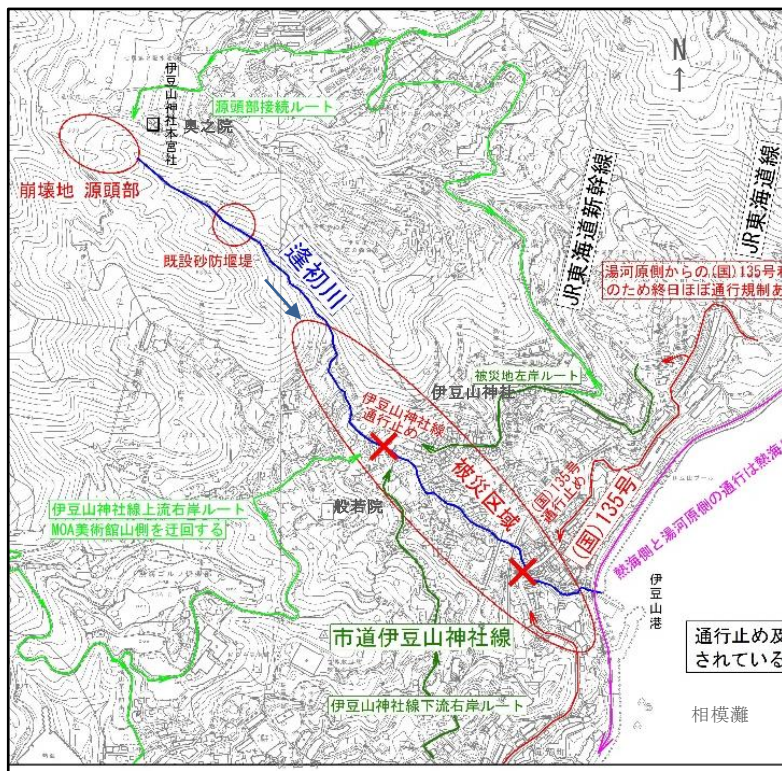 N
伊豆山神社本宮社
奥之院
源頭部接続ルート
崩壊地 源頭部
既設砂防堰堤
逢初川
JR東海道新幹線
JR東海道線
湯河原側からの(国)135号
のため終日ほぼ通行規制あ
被災地左岸ルート
伊豆山神社
伊豆山神社線
通行止め
被災区域
(国)135号
通行止め
(国)135号
熱海側と湯河原側の通行は熱海
般若院
伊豆山神社線上流右岸ルート
MOA美術館山側を迂回する
伊豆山港
市道伊豆山神社線
通行止め及
されている
伊豆山神社線下流右岸ルート
相模灘